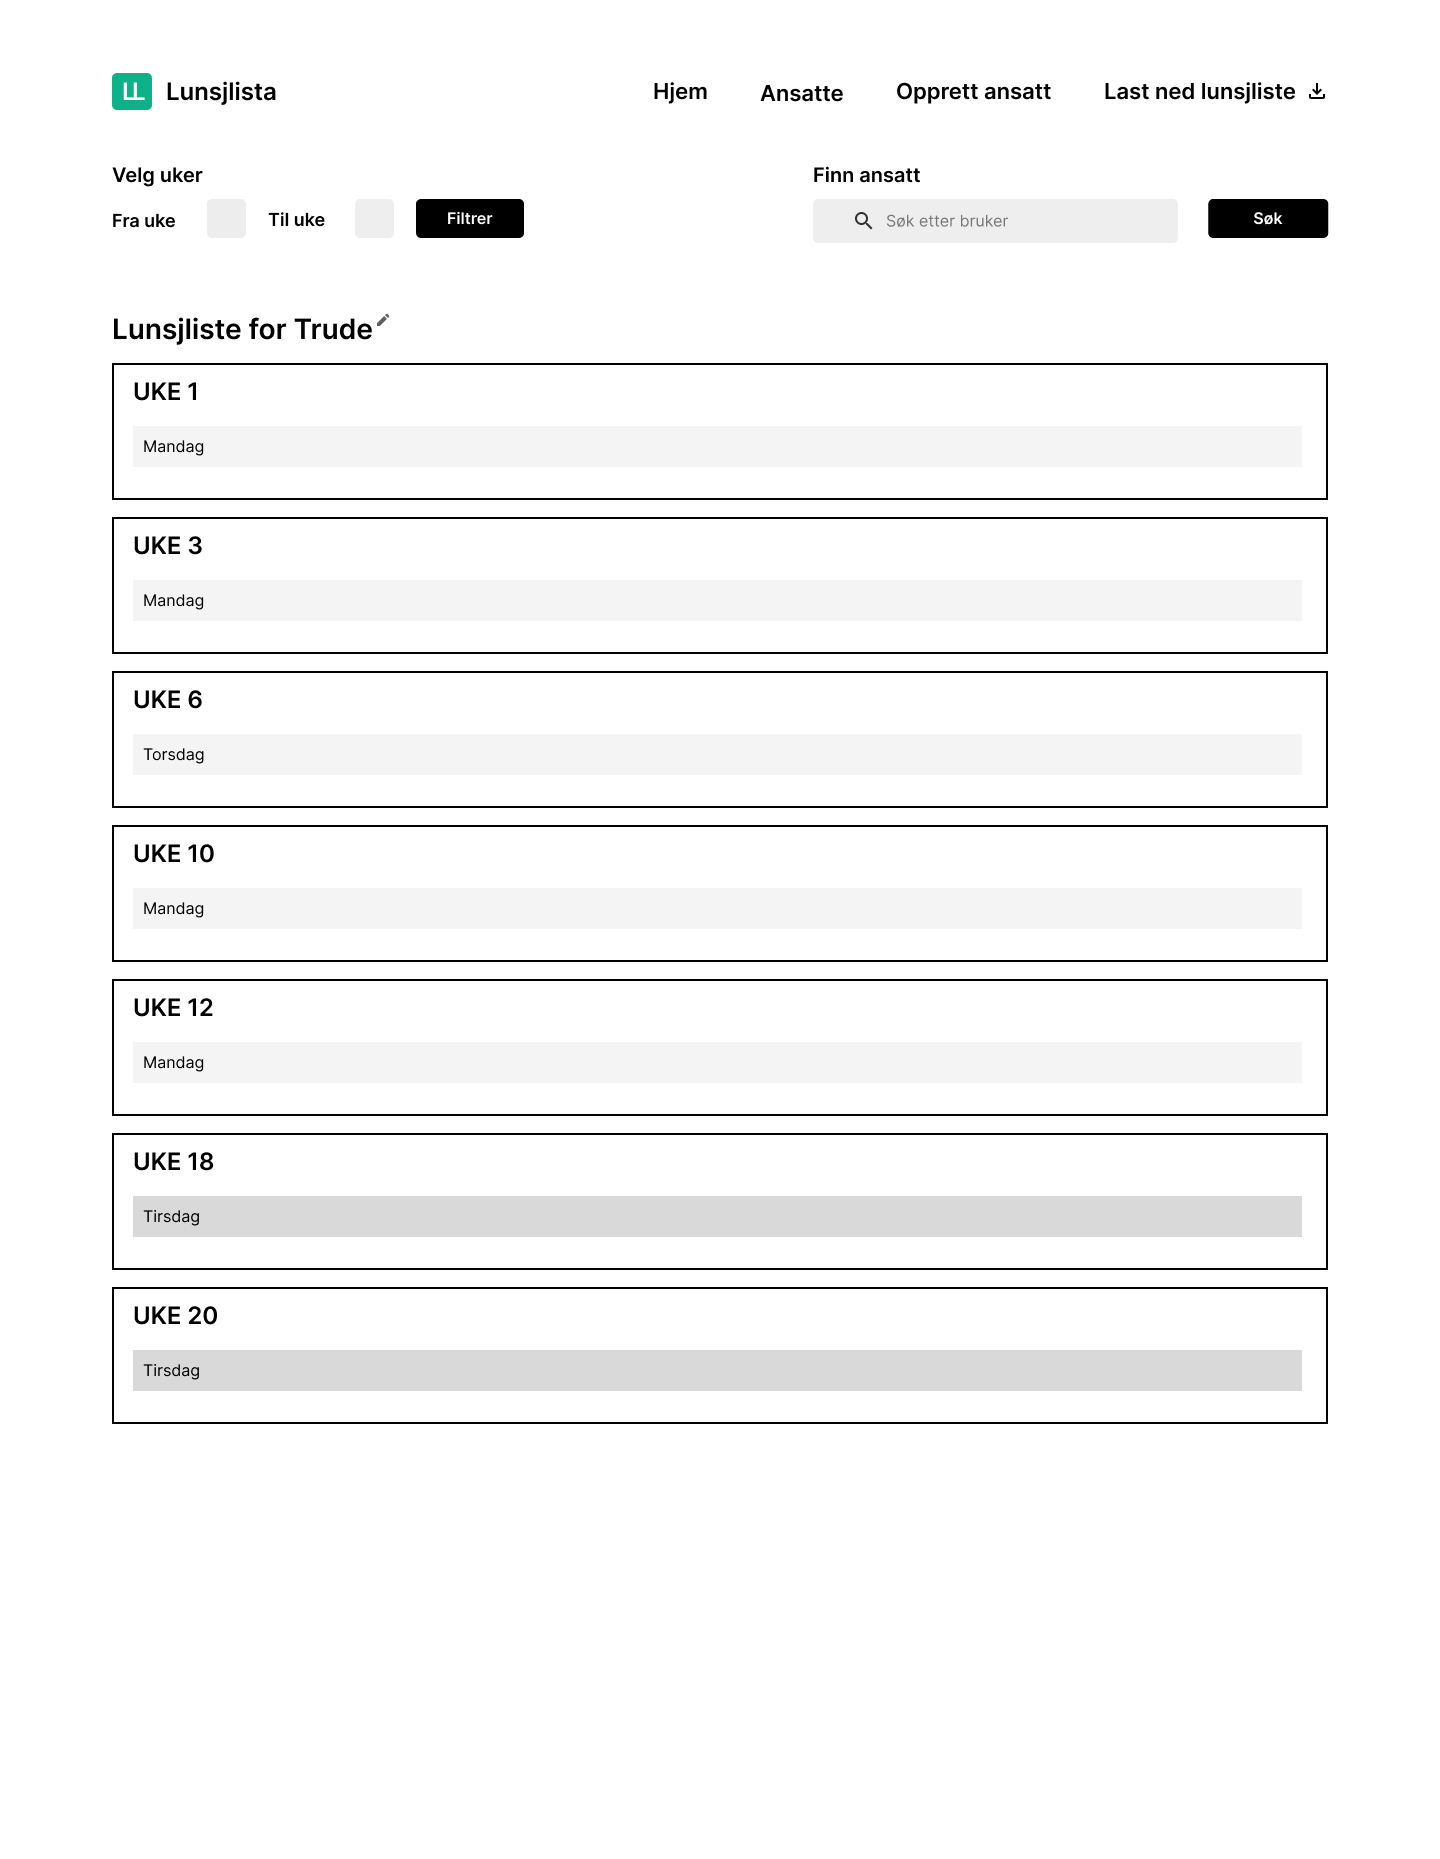 LL Lunsjlista
Hjem Ansatte Opprett ansatt Last ned lunsjliste
Velg uker
Fra uke Til uke Filtrer
Finn ansatt
Søk etter bruker Søk
Lunsjliste for Trude
UKE 1
Mandag
UKE 3
Mandag
UKE 6
Torsdag
UKE 10
Mandag
UKE 12
Mandag
UKE 18
Tirsdag
UKE 20
Tirsdag